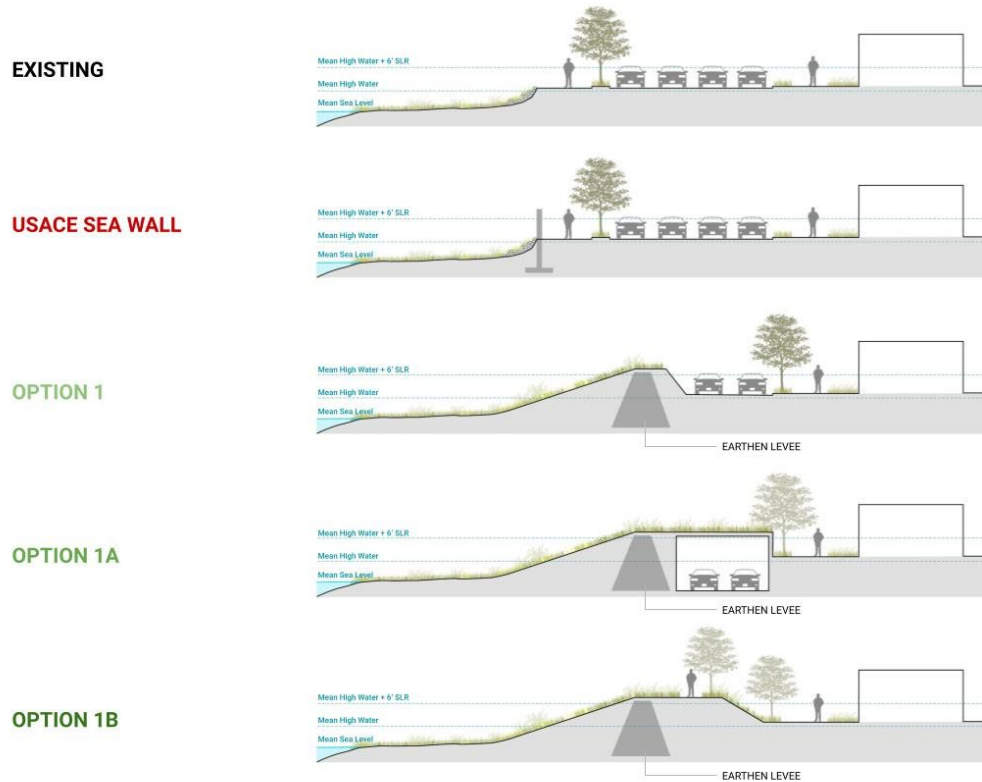 EXISTING
Mean High Water + 6' SLR
Mean High Water
Mean Sea Level
USACE SEA WALL
Mean High Water + 6' SLR
Mean High Water
Mean Sea Level
OPTION 1
Mean High Water + 6' SLR
Mean High Water
Mean Sea Level
EARTHEN LEVEE
OPTION 1A
Mean High Water + 6' SLR
Mean High Water
Mean Sea Level
EARTHEN LEVEE
OPTION 1B
Mean High Water + 6' SLR
Mean High Water
Mean Sea Level
EARTHEN LEVEE